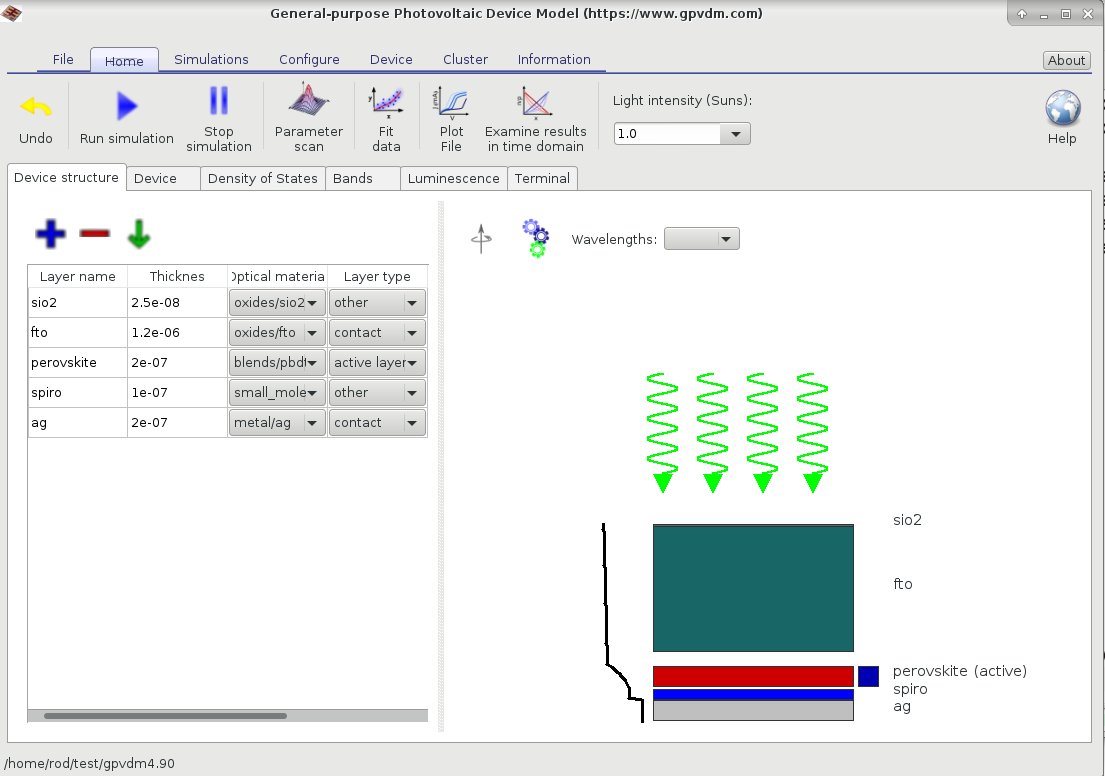 General-purpose Photovoltaic Device Model (https://www.gpvdm.com)
File Home Simulations Configure Device Cluster Information About
Undo
Run simulation
Stop
simulation
Parameter
scan
Fit
data
Plot
File
Examine results
in time domain
Light intensity (Suns):
1.0
Help
Device structure Device Density of States Bands Luminescence Terminal
Wavelengths:
Layer name Thicknes Optical materia Layer type
sio2 2.5e-08 oxides/sio2 other
fto 1.2e-06 oxides/fto contact
perovskite 2e-07 blends/pbdt active layer
spiro 1e-07 small_mole other
ag 2e-07 metal/ag contact
sio2
fto
perovskite (active)
spiro
ag
/home/rod/test/gpvdm4.90